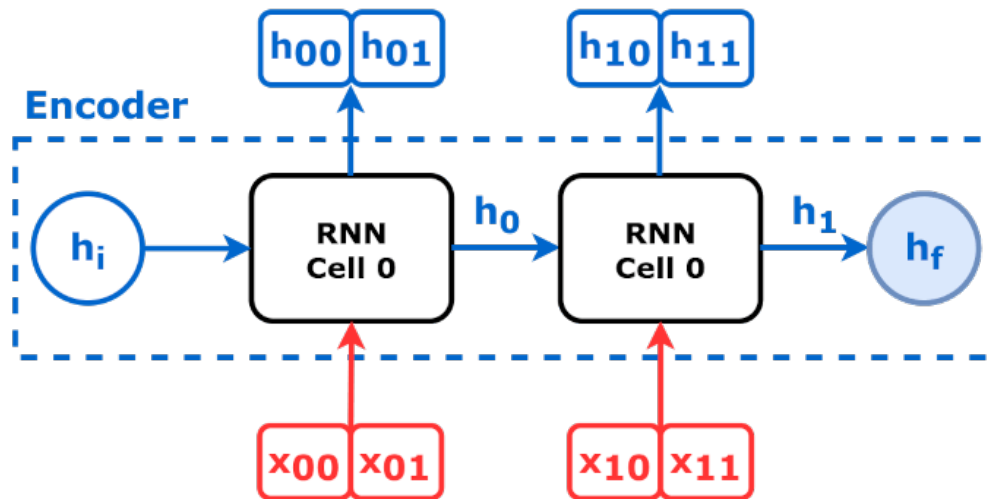 h00 h01 h10 h11
Encoder
hi
RNN
Cell 0
h0
RNN
Cell 0
h1
hf
x00 x01 x10 x11